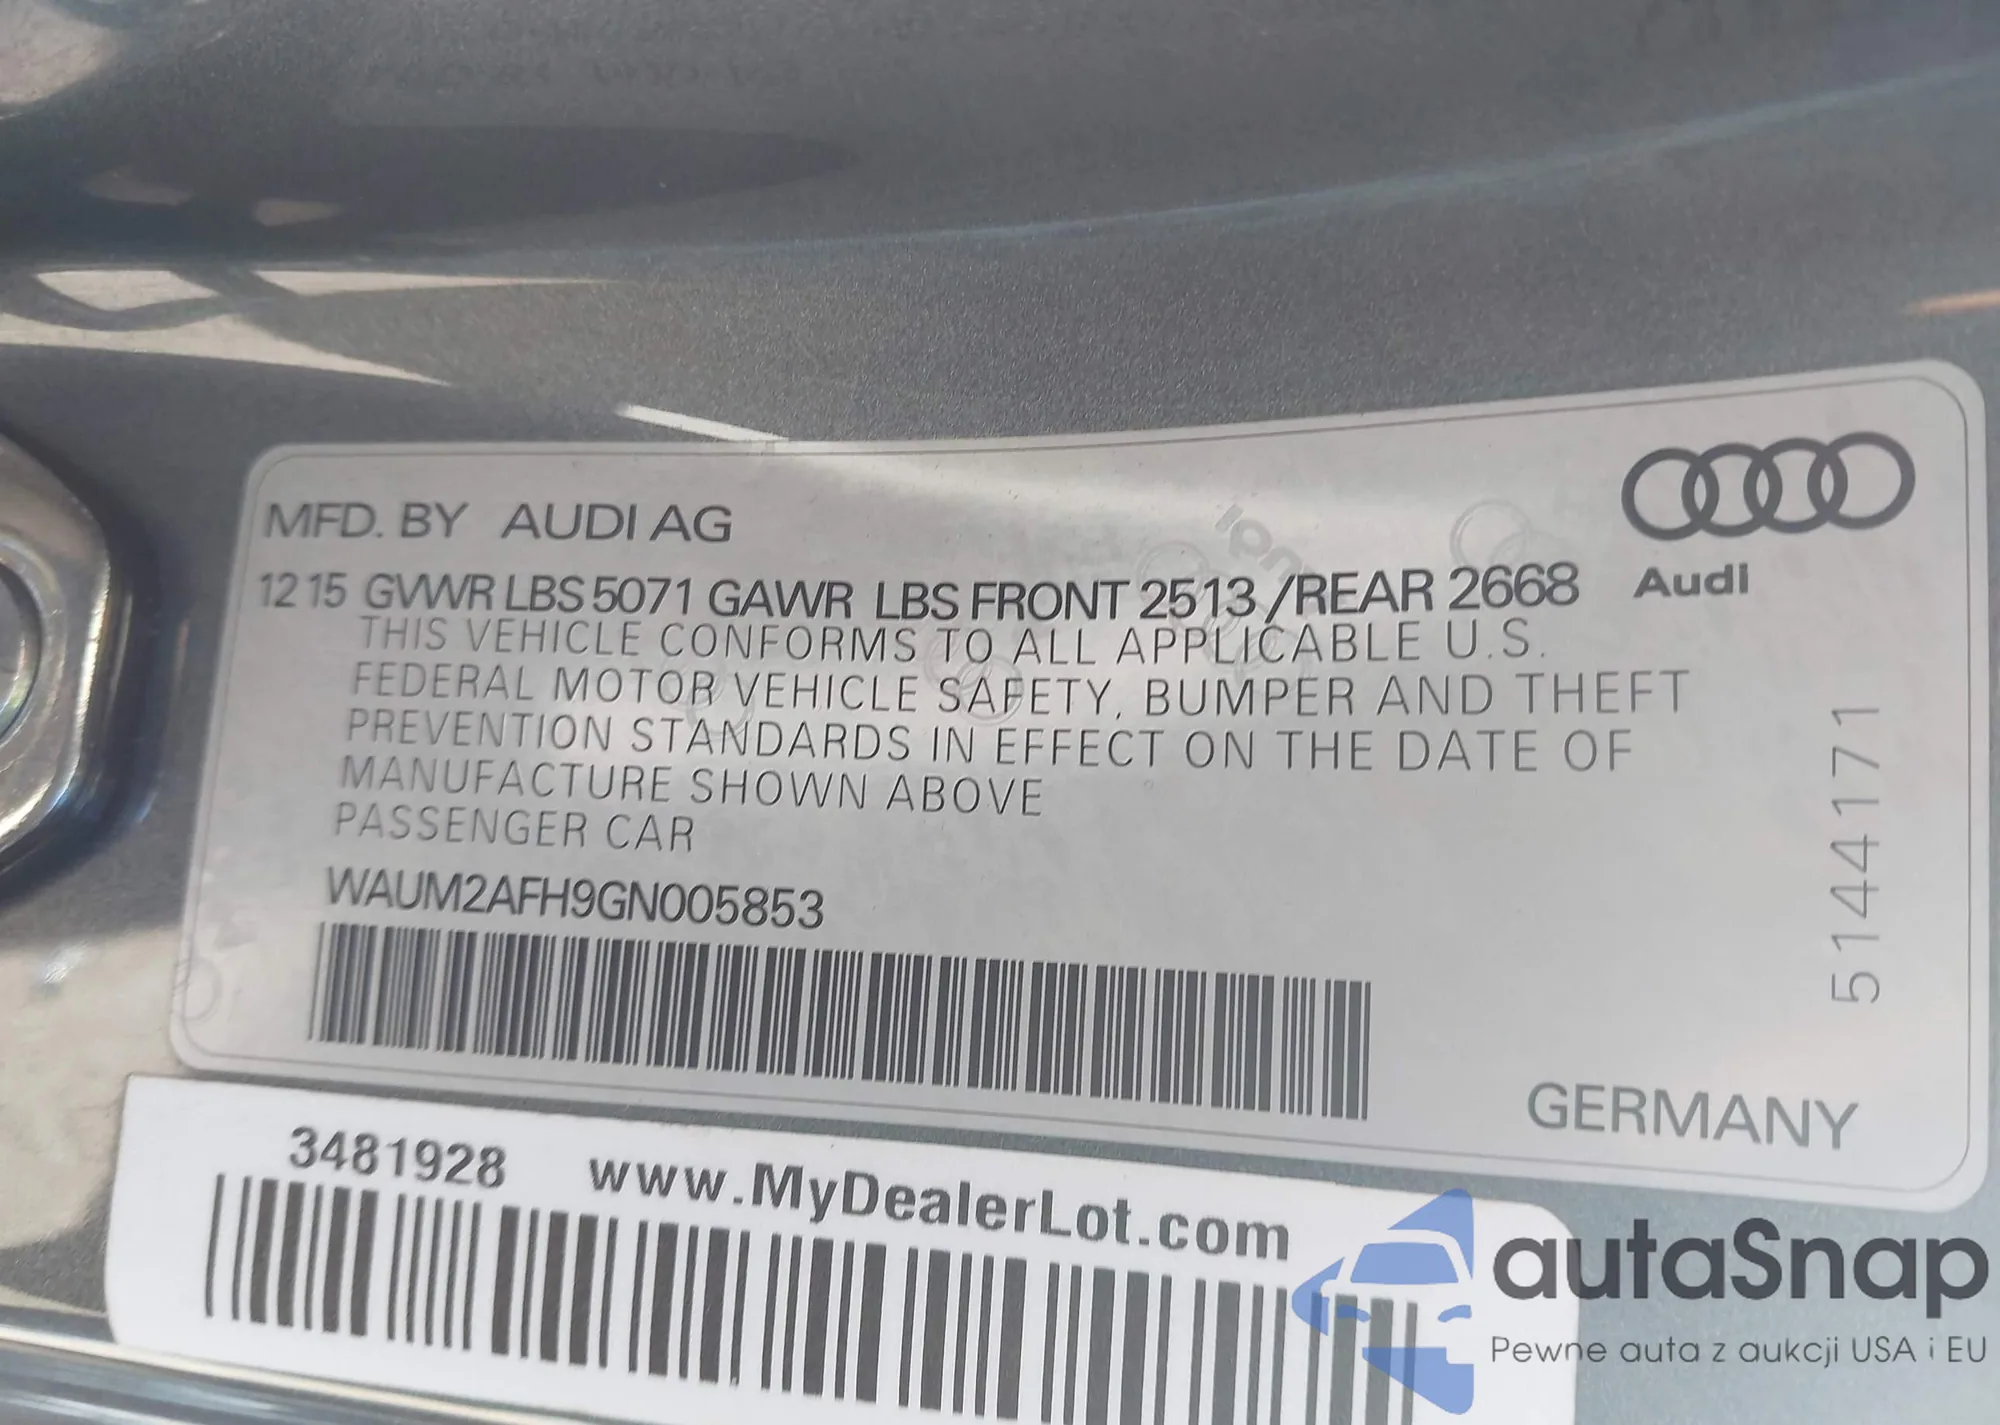 MFD. BY AUDI AG
12 15 GVWR LBS 5071 GAWR LBS FRONT 2513 /REAR 2668
Audi
THIS VEHICLE CONFORMS TO ALL APPLICABLE U.S.
FEDERAL MOTOR VEHICLE SAFETY, BUMPER AND THEFT
PREVENTION STANDARDS IN EFFECT ON THE DATE OF
MANUFACTURE SHOWN ABOVE
PASSENGER CAR
WAUM2AFH9GN005853
5144171
GERMANY
3481928 www.MyDealerLot.com
autaSnap
Pewne auta z aukcji USA i EU